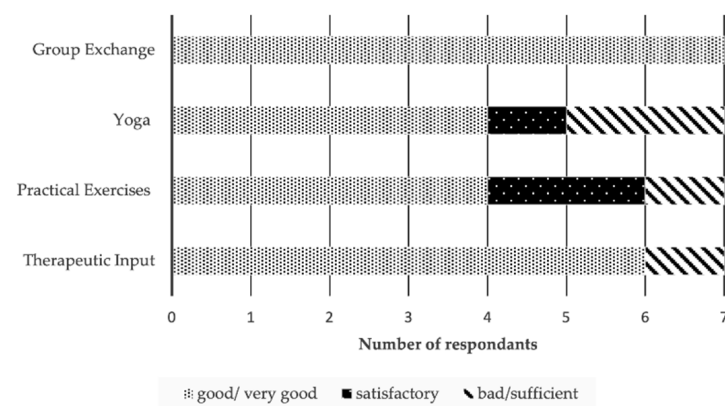 Group Exchange
Yoga
Practical Exercises
Therapeutic Input
0 1 2 3 4 5 6 7
Number of respondants
good/ very good satisfactory bad/sufficient